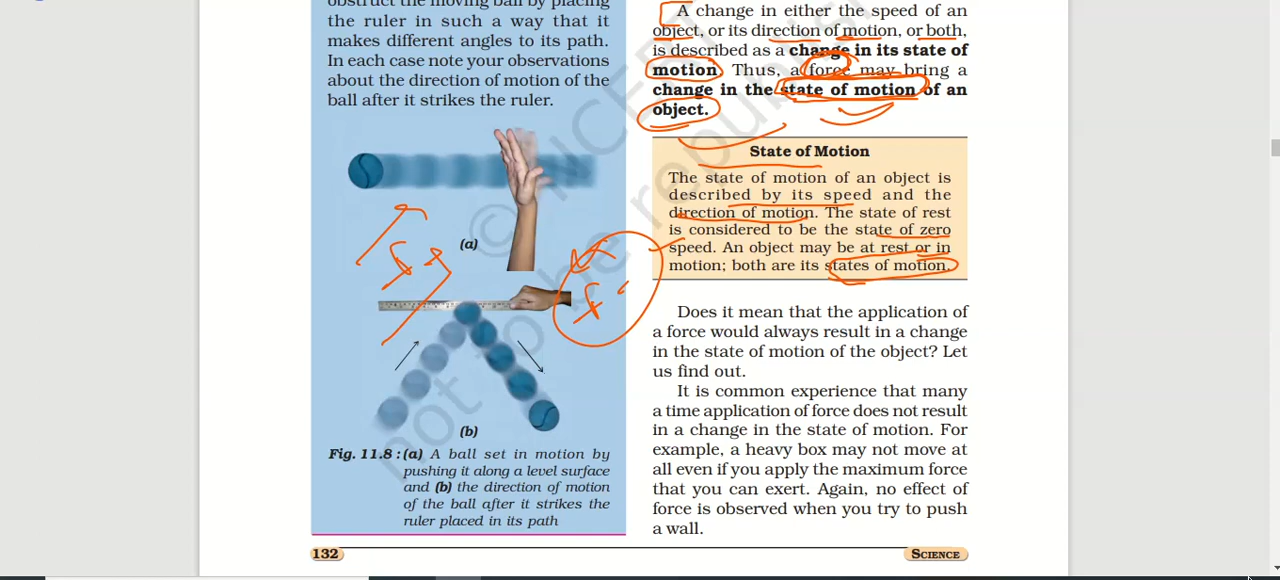 obstruct the moving ball by placing
the ruler in such a way that it
makes different angles to its path.
In each case note your observations
about the direction of motion of the
ball after it strikes the ruler.
(a)
(b)
Fig. 11.8 : (a) A ball set in motion by
pushing it along a level surface
and (b) the direction of motion
of the ball after it strikes the
ruler placed in its path
A change in either the speed of an
object, or its direction of motion, or both,
is described as a change in its state of
motion. Thus, a force may bring a
change in the state of motion of an
object.
State of Motion
The state of motion of an object is
described by its speed and the
direction of motion. The state of rest
is considered to be the state of zero
speed. An object may be at rest or in
motion; both are its states of motion.
Does it mean that the application of
a force would always result in a change
in the state of motion of the object? Let
us find out.
It is common experience that many
a time application of force does not result
in a change in the state of motion. For
example, a heavy box may not move at
all even if you apply the maximum force
that you can exert. Again, no effect of
force is observed when you try to push
a wall.
132
SCIENCE
© NCERT
not to be republish